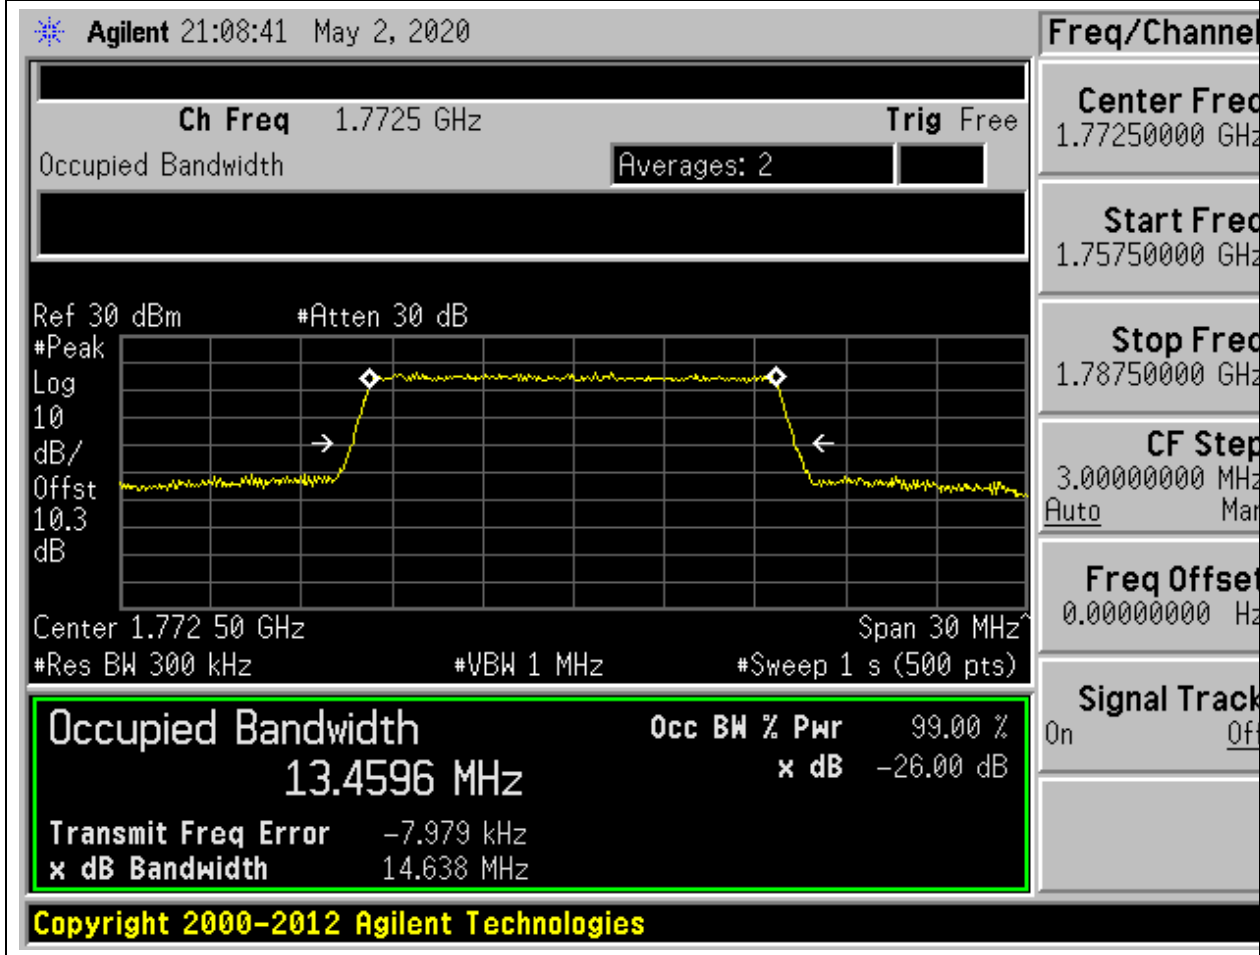 Agilent 21:08:41 May 2, 2020
Ch Freq 1.7725 GHz Trig Free
Occupied Bandwidth Averages: 2
Ref 30 dBm #Atten 30 dB
#Peak
Log
10
dB/
Offst
10.3
dB
Center 1.772 50 GHz Span 30 MHz^
#Res BW 300 kHz #VBW 1 MHz #Sweep 1 s (500 pts)
Occupied Bandwidth
13.4596 MHz
Occ BW % Pwr 99.00 %
x dB -26.00 dB
Transmit Freq Error -7.979 kHz
x dB Bandwidth 14.638 MHz
Copyright 2000-2012 Agilent Technologies
Freq/Channel
Center Freq
1.77250000 GHz
Start Freq
1.75750000 GHz
Stop Freq
1.78750000 GHz
CF Step
3.00000000 MHz
Auto Man
Freq Offset
0.00000000 Hz
Signal Track
On Off